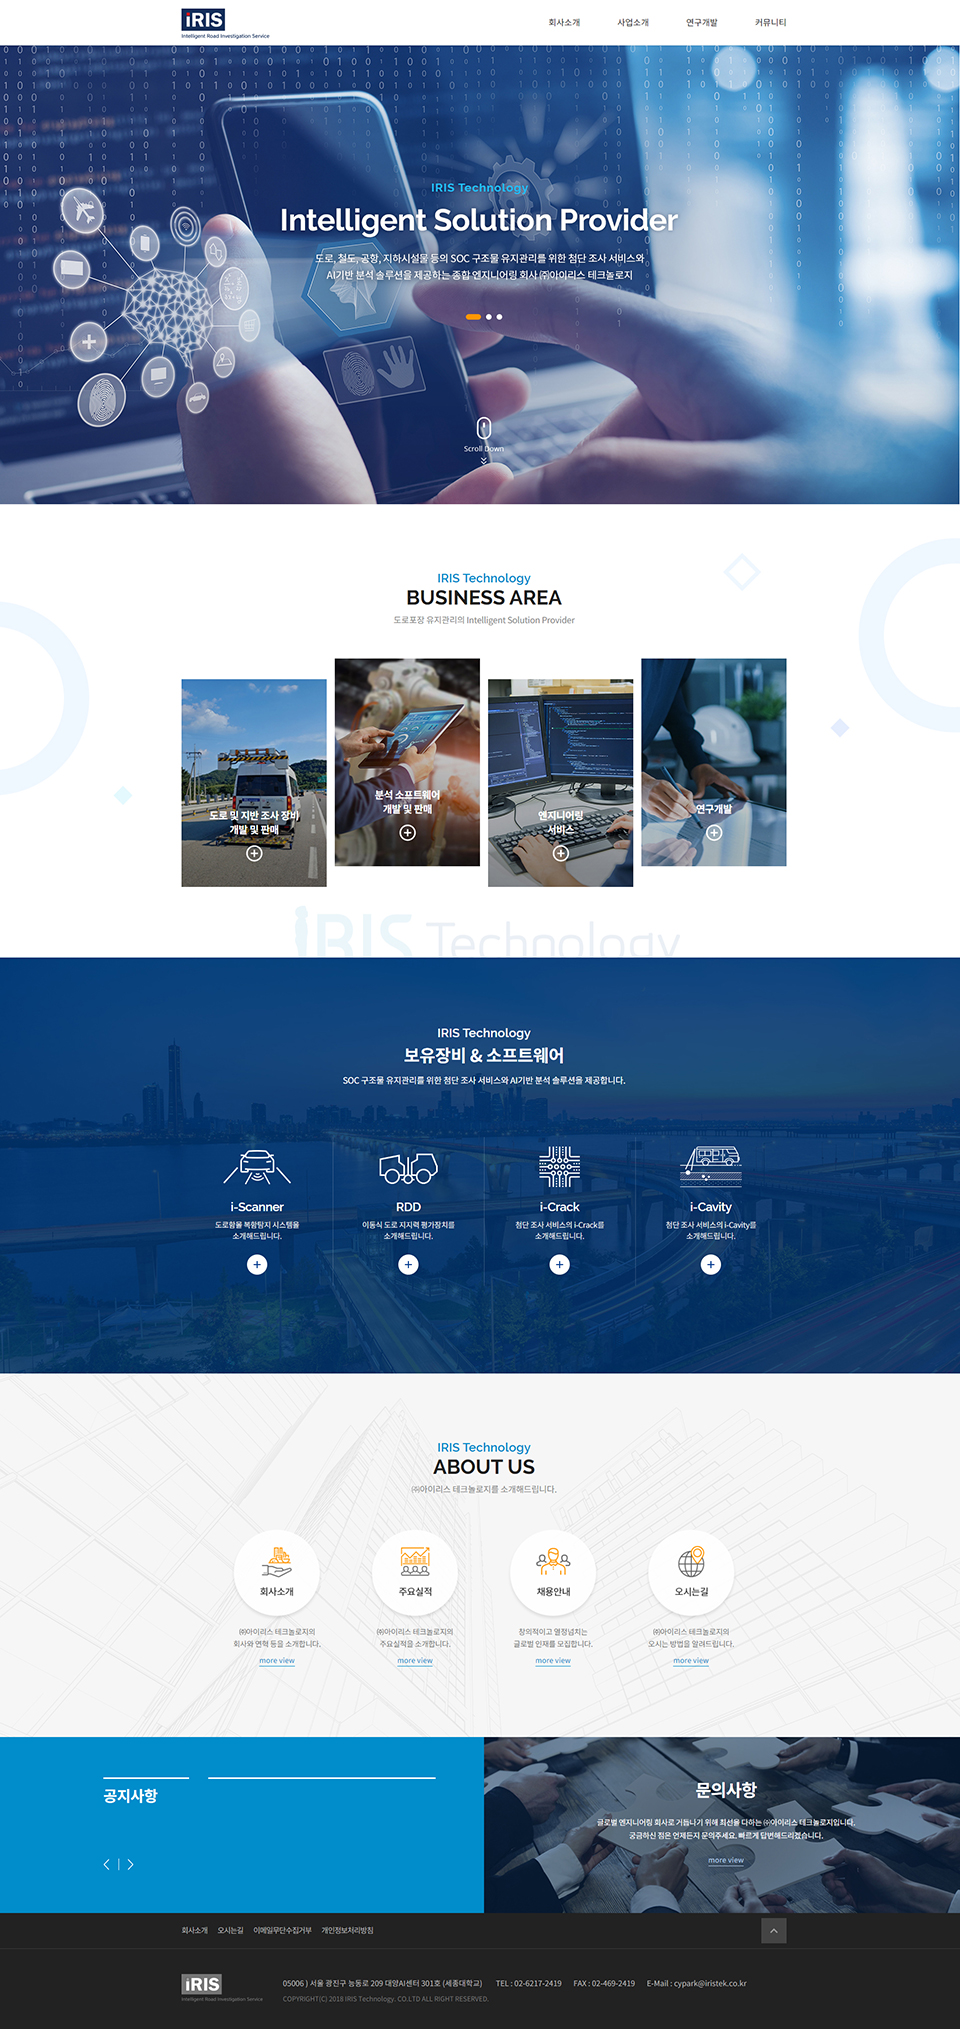 iRIS
Intelligent Road Investigation Service
회사소개 사업소개 연구개발 커뮤니티
IRIS Technology
Intelligent Solution Provider
도로, 철도, 공항, 지하시설물 등의 SOC 구조물 유지관리를 위한 첨단 조사 서비스와
AI기반 분석 솔루션을 제공하는 종합 엔지니어링 회사 ㈜아이리스 테크놀로지
Scroll Down
IRIS Technology
BUSINESS AREA
도로포장 유지관리의 Intelligent Solution Provider
도로 및 지반 조사 장비
개발 및 판매
분석 소프트웨어
개발 및 판매
엔지니어링
서비스
연구개발
iRIS Technology
IRIS Technology
보유장비 & 소프트웨어
SOC 구조물 유지관리를 위한 첨단 조사 서비스와 AI기반 분석 솔루션을 제공합니다.
i-Scanner
도로함몰 복합탐지 시스템을
소개해드립니다.
RDD
이동식 도로 지지력 평가장치를
소개해드립니다.
i-Crack
첨단 조사 서비스의 i-Crack를
소개해드립니다.
i-Cavity
첨단 조사 서비스의 i-Cavity를
소개해드립니다.
IRIS Technology
ABOUT US
㈜아이리스 테크놀로지를 소개해드립니다.
회사소개
㈜아이리스 테크놀로지의
회사와 연혁 등을 소개합니다.
more view
주요실적
㈜아이리스 테크놀로지의
주요실적을 소개합니다.
more view
채용안내
창의적이고 열정넘치는
글로벌 인재를 모집합니다.
more view
오시는길
㈜아이리스 테크놀로지의
오시는 방법을 알려드립니다.
more view
공지사항
문의사항
글로벌 엔지니어링 회사로 거듭나기 위해 최선을 다하는 ㈜아이리스 테크놀로지입니다.
궁금하신 점은 언제든지 문의주세요. 빠르게 답변해드리겠습니다.
more view
회사소개 오시는길 이메일무단수집거부 개인정보처리방침
iRIS
Intelligent Road Investigation Service
05006 ) 서울 광진구 능동로 209 대양AI센터 301호 (세종대학교) TEL : 02-6217-2419 FAX : 02-469-2419 E-Mail : cypark@iristek.co.kr
COPYRIGHT(C) 2018 IRIS Technology. CO.LTD ALL RIGHT RESERVED.